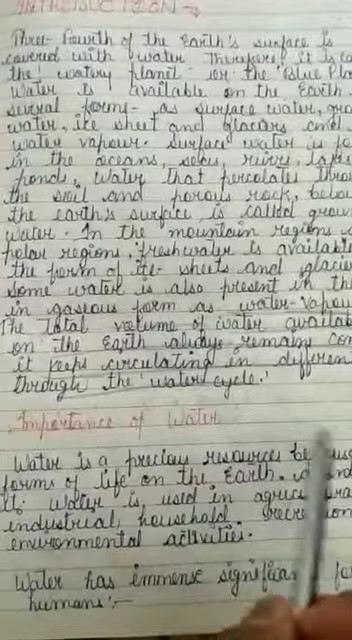 INTRODUCTION →
Three-Fourth of the Earth's surface is
covered with water. Therefore, it is
the 'watery planet' or the 'Blue
Water is available on the Earth
several forms- as surface water,
water, ice sheet and glaciers and
water vapour. Surface water is
in the oceans, seas, rivers, lakes
ponds, Water that percolates
the soil and porous rock, below
the earth's surface, is called
water. In the mountain regions
polar regions, freshwater is available
the form of ice-sheets and
Some water is also present in the
in gaseous form as water-vapou
The total volume of water
on the Earth always remains
it keeps circulating in
through the 'water cycle.'
Importance of Water
Water is a precious resources
forms of life on the Earth.
it. Water is used in
industrial, household,
environmental activities.
Water has immense
humans:-